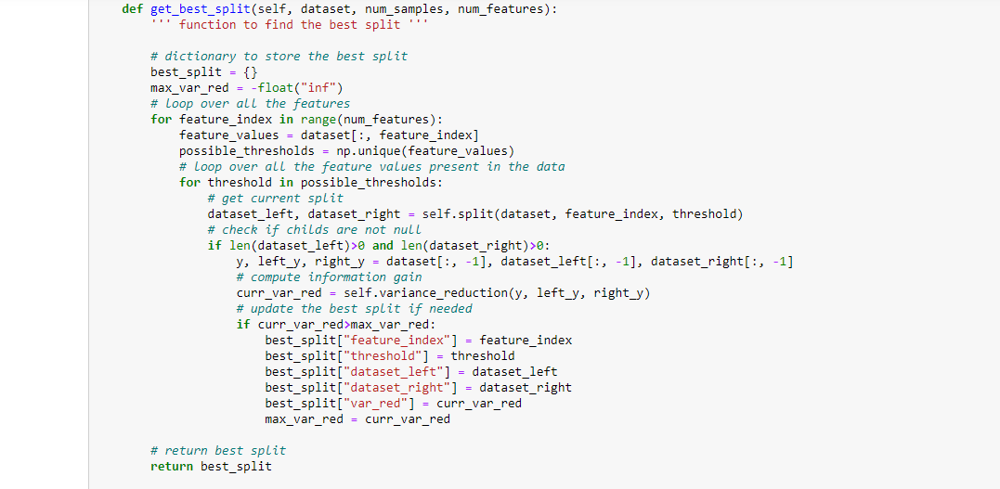 def get_best_split(self, dataset, num_samples, num_features):
''' function to find the best split '''
# dictionary to store the best split
best_split = {}
max_var_red = -float("inf")
# loop over all the features
for feature_index in range(num_features):
feature_values = dataset[:, feature_index]
possible_thresholds = np.unique(feature_values)
# loop over all the feature values present in the data
for threshold in possible_thresholds:
# get current split
dataset_left, dataset_right = self.split(dataset, feature_index, threshold)
# check if childs are not null
if len(dataset_left)>0 and len(dataset_right)>0:
y, left_y, right_y = dataset[:, -1], dataset_left[:, -1], dataset_right[:, -1]
# compute information gain
curr_var_red = self.variance_reduction(y, left_y, right_y)
# update the best split if needed
if curr_var_red>max_var_red:
best_split["feature_index"] = feature_index
best_split["threshold"] = threshold
best_split["dataset_left"] = dataset_left
best_split["dataset_right"] = dataset_right
best_split["var_red"] = curr_var_red
max_var_red = curr_var_red
# return best split
return best_split